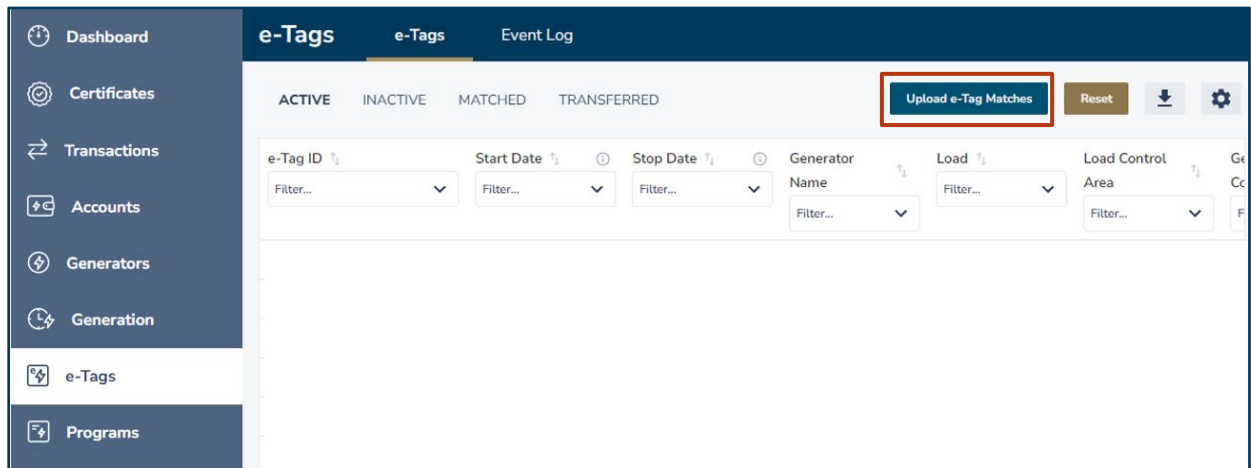 Dashboard
Certificates
Transactions
Accounts
Generators
Generation
e-Tags
Programs
e-Tags e-Tags Event Log
ACTIVE INACTIVE MATCHED TRANSFERRED Upload e-Tag Matches Reset
e-Tag ID Start Date Stop Date Generator Load Load Control Ge
Name Area Co
Filter... Filter... Filter... Filter...
Filter... Filter... F